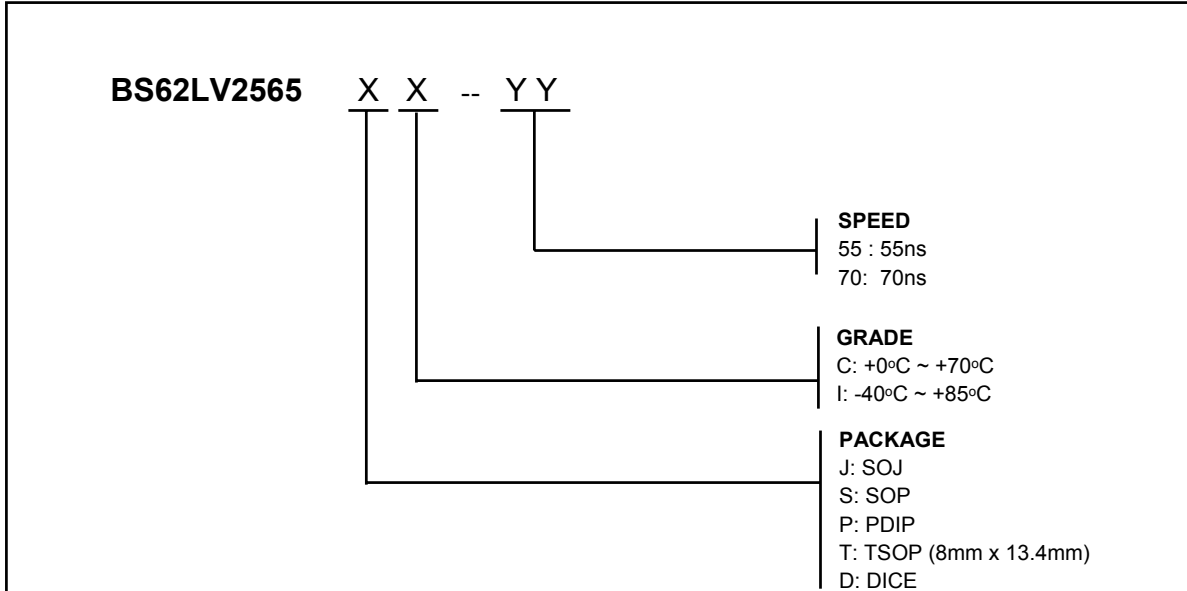 BS62LV2565 X X -- Y Y
SPEED
55 : 55ns
70: 70ns
GRADE
C: +0oC ~ +70oC
I: -40oC ~ +85oC
PACKAGE
J: SOJ
S: SOP
P: PDIP
T: TSOP (8mm x 13.4mm)
D: DICE